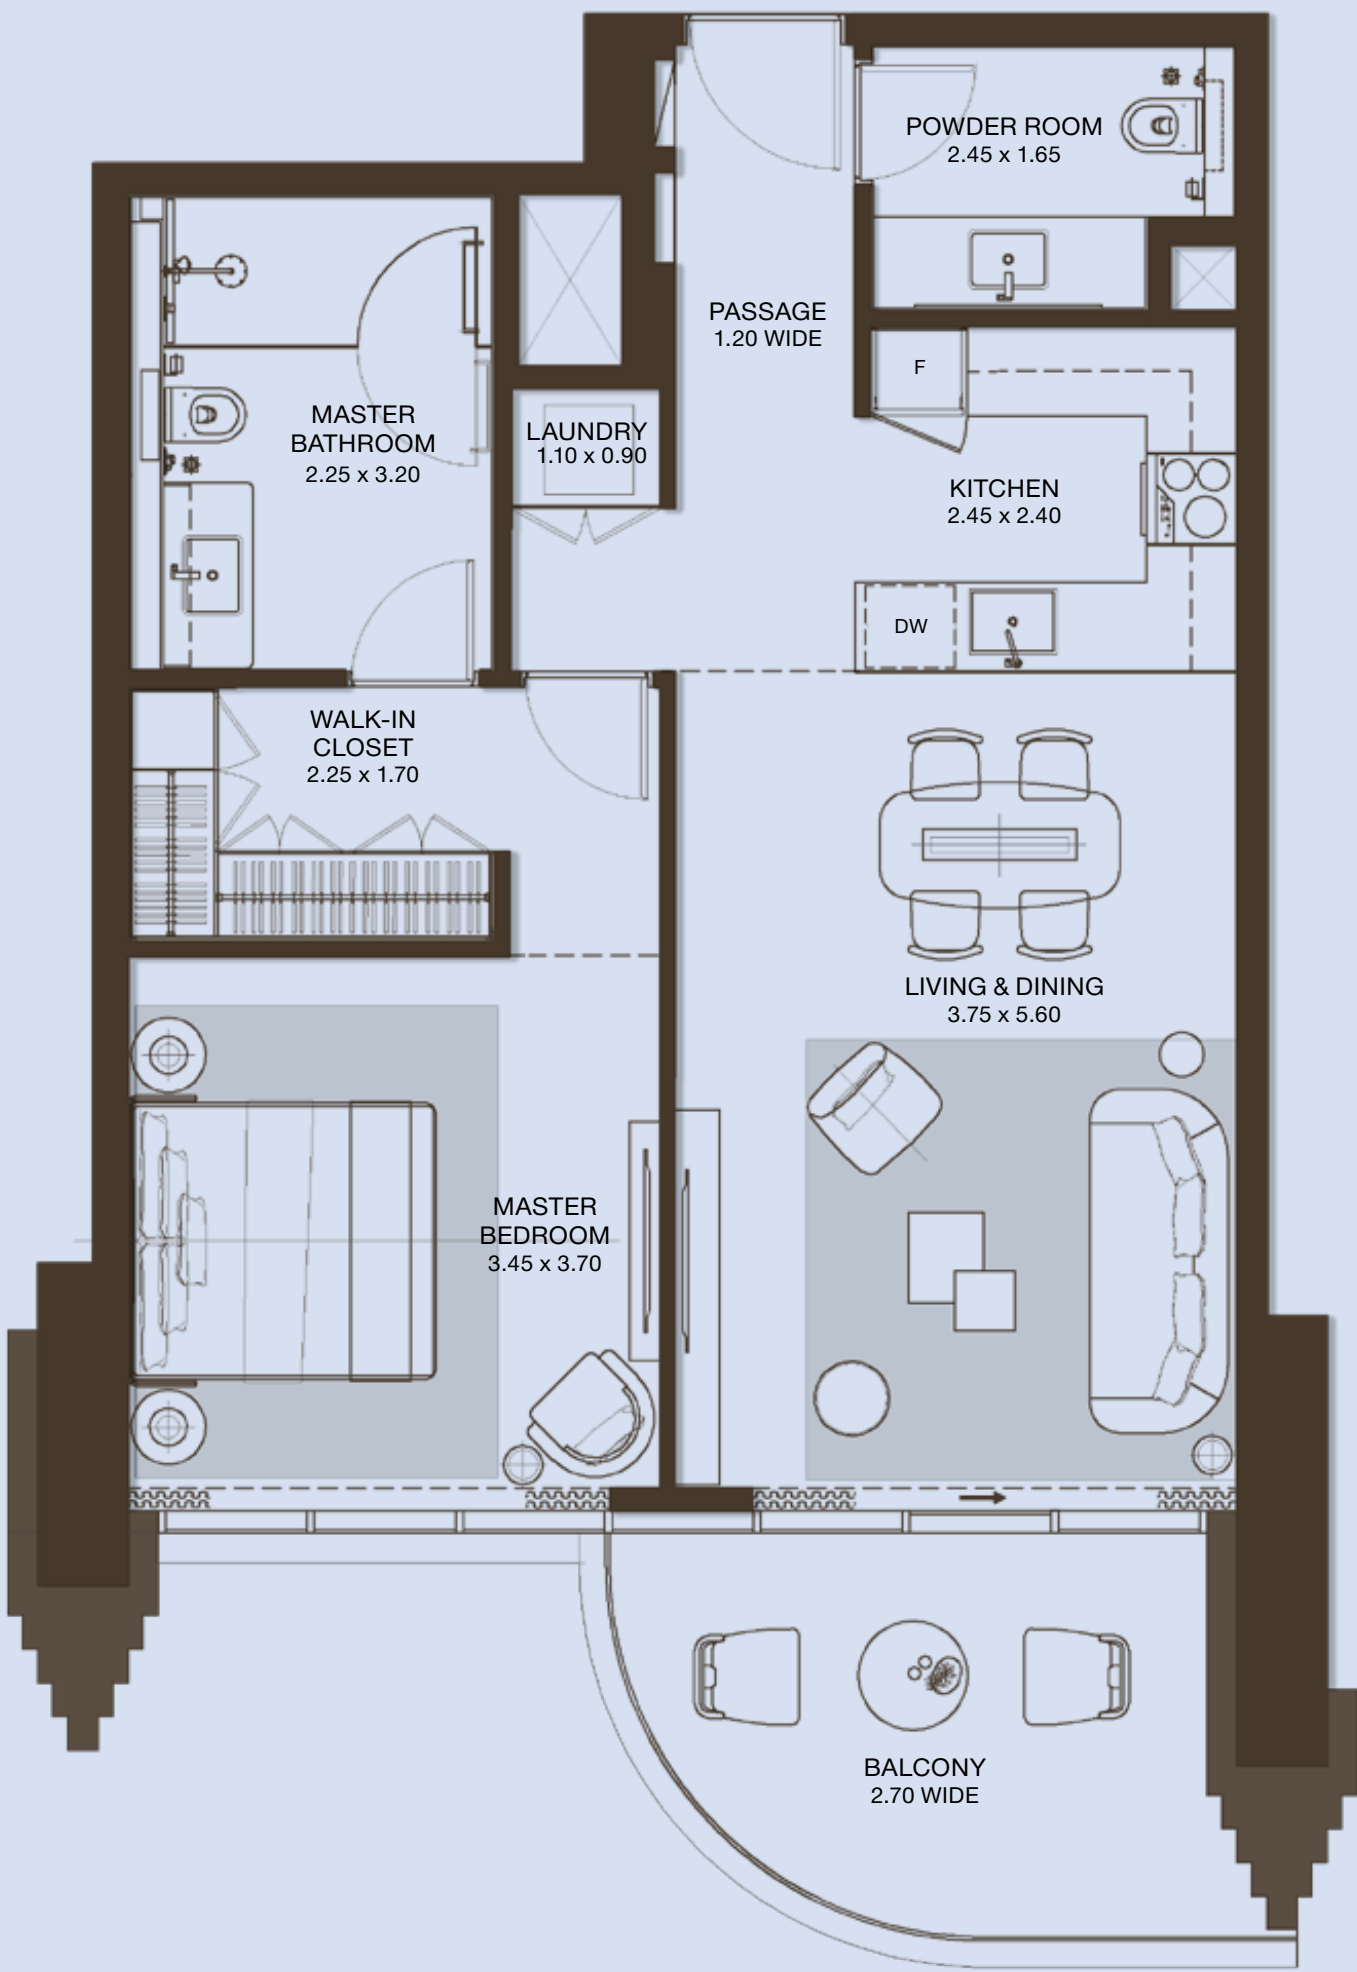 POWDER ROOM
2.45 x 1.65
PASSAGE
1.20 WIDE
F
MASTER
BATHROOM
2.25 x 3.20
LAUNDRY
1.10 x 0.90
KITCHEN
2.45 x 2.40
DW
WALK-IN
CLOSET
2.25 x 1.70
LIVING & DINING
3.75 x 5.60
MASTER
BEDROOM
3.45 x 3.70
BALCONY
2.70 WIDE